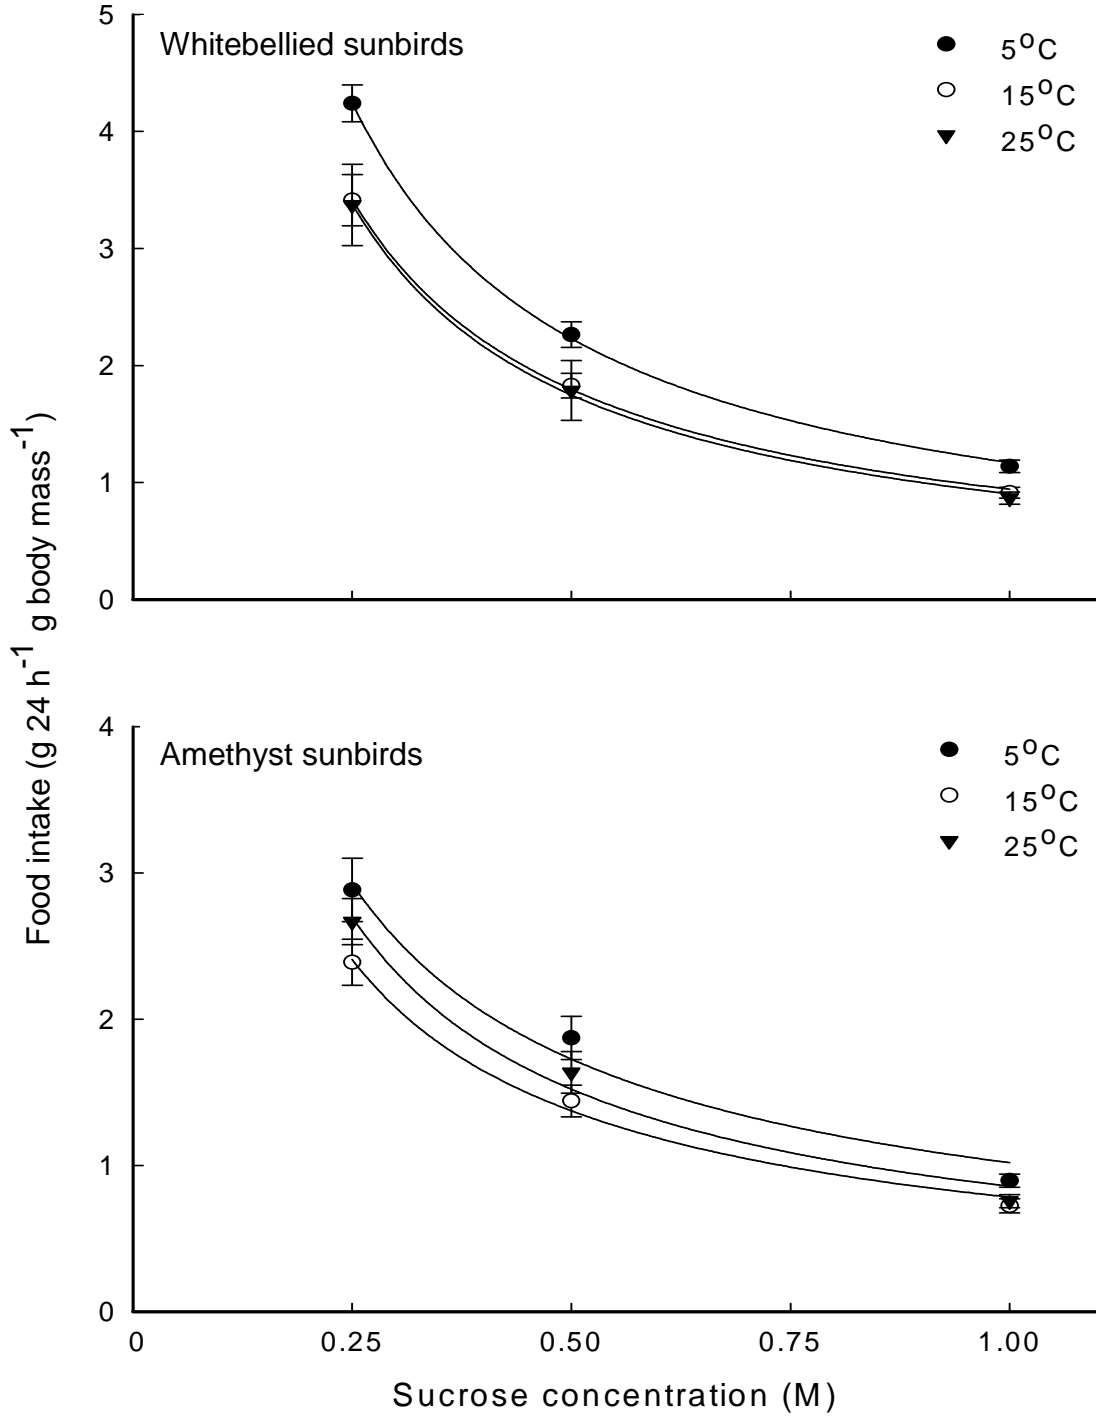 5
Whitebellied sunbirds
5°C
15°C
25°C
4
3
2
1
0
Food intake (g 24 h⁻¹ g body mass⁻¹)
4
Amethyst sunbirds
5°C
15°C
25°C
3
2
1
0
0 0.25 0.50 0.75 1.00
Sucrose concentration (M)